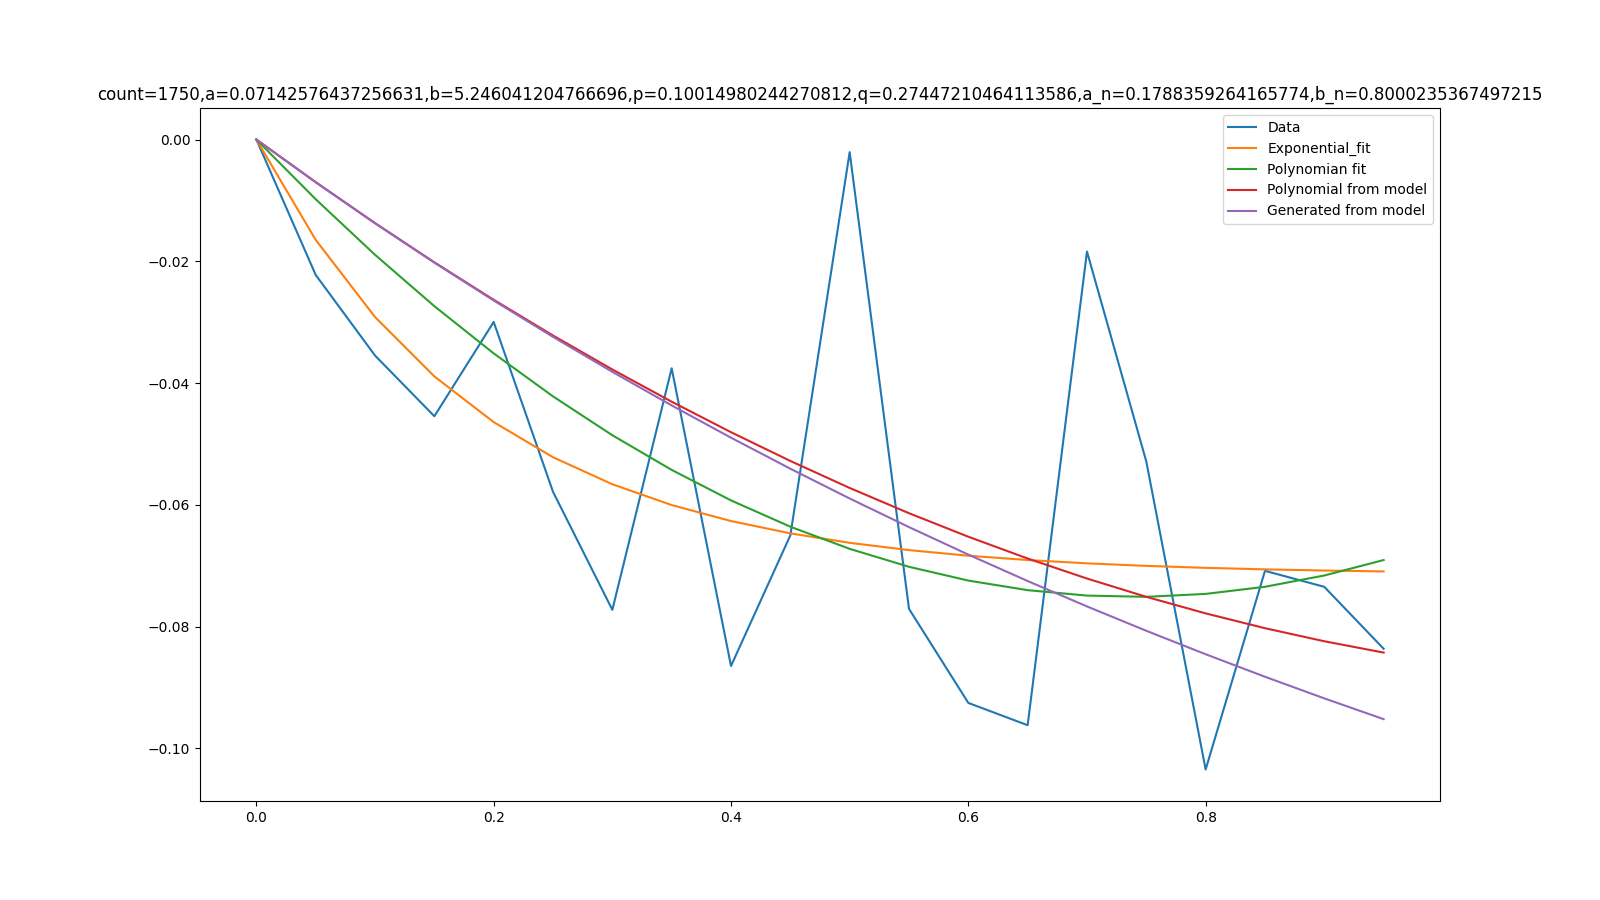 count=1750,a=0.07142576437256631,b=5.246041204766696,p=0.10014980244270812,q=0.27447210464113586,a_n=0.1788359264165774,b_n=0.8000235367497215
Data
Exponential_fit
Polynomian fit
Polynomial from model
Generated from model
0.00
−0.02
−0.04
−0.06
−0.08
−0.10
0.0 0.2 0.4 0.6 0.8